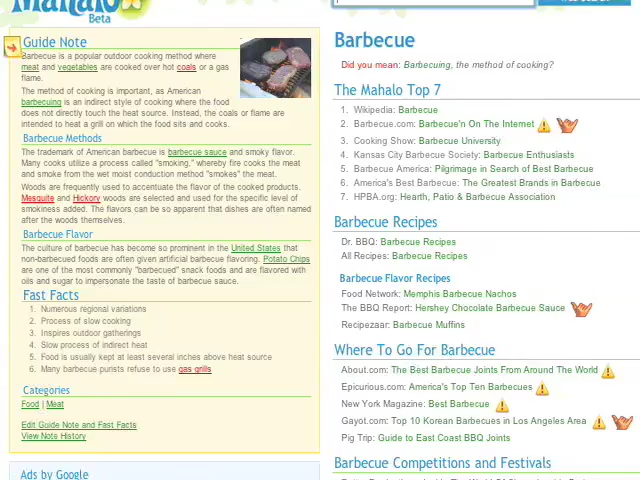 Mahalo
Beta
Guide Note
Barbecue is a popular outdoor cooking method where
meat and vegetables are cooked over hot coals or a gas
flame.
The method of cooking is important, as American
barbecuing is an indirect style of cooking where the food
does not directly touch the heat source. Instead, the coals or flame are
intended to heat a grill on which the food sits and cooks.
Barbecue Methods
The trademark of American barbecue is barbecue sauce and smoky flavor.
Many cooks utilize a process called "smoking," whereby fire cooks the meat
and smoke from the wet moist conduction method "smokes" the meat.
Woods are frequently used to accentuate the flavor of the cooked products.
Mesquite and Hickory woods are selected and used for the specific level of
smokiness added. The flavors can be so apparent that dishes are often named
after the woods themselves.
Barbecue Flavor
The culture of barbecue has become so prominent in the United States that
non-barbecued foods are often given artificial barbecue flavoring. Potato Chips
are one of the most commonly "barbecued" snack foods and are flavored with
oils and sugar to impersonate the taste of barbecue sauce.
Fast Facts
1. Numerous regional variations
2. Process of slow cooking
3. Inspires outdoor gatherings
4. Slow process of indirect heat
5. Food is usually kept at least several inches above heat source
6. Many barbecue purists refuse to use gas grills
Categories
Food | Meat
Edit Guide Note and Fast Facts
View Note History
Ads by Google
Barbecue
Did you mean: Barbecuing, the method of cooking?
The Mahalo Top 7
1. Wikipedia: Barbecue
2. Barbecue.com: Barbecue'n On The Internet
3. Cooking Show: Barbecue University
4. Kansas City Barbecue Society: Barbecue Enthusiasts
5. Barbecue America: Pilgrimage in Search of Best Barbecue
6. America's Best Barbecue: The Greatest Brands in Barbecue
7. HPBA.org: Hearth, Patio & Barbecue Association
Barbecue Recipes
Dr. BBQ: Barbecue Recipes
All Recipes: Barbecue Recipes
Barbecue Flavor Recipes
Food Network: Memphis Barbecue Nachos
The BBQ Report: Hershey Chocolate Barbecue Sauce
Recipezaar: Barbecue Muffins
Where To Go For Barbecue
About.com: The Best Barbecue Joints From Around The World
Epicurious.com: America's Top Ten Barbecues
New York Magazine: Best Barbecue
Gayot.com: Top 10 Korean Barbecues in Los Angeles Area
Pig Trip: Guide to East Coast BBQ Joints
Barbecue Competitions and Festivals